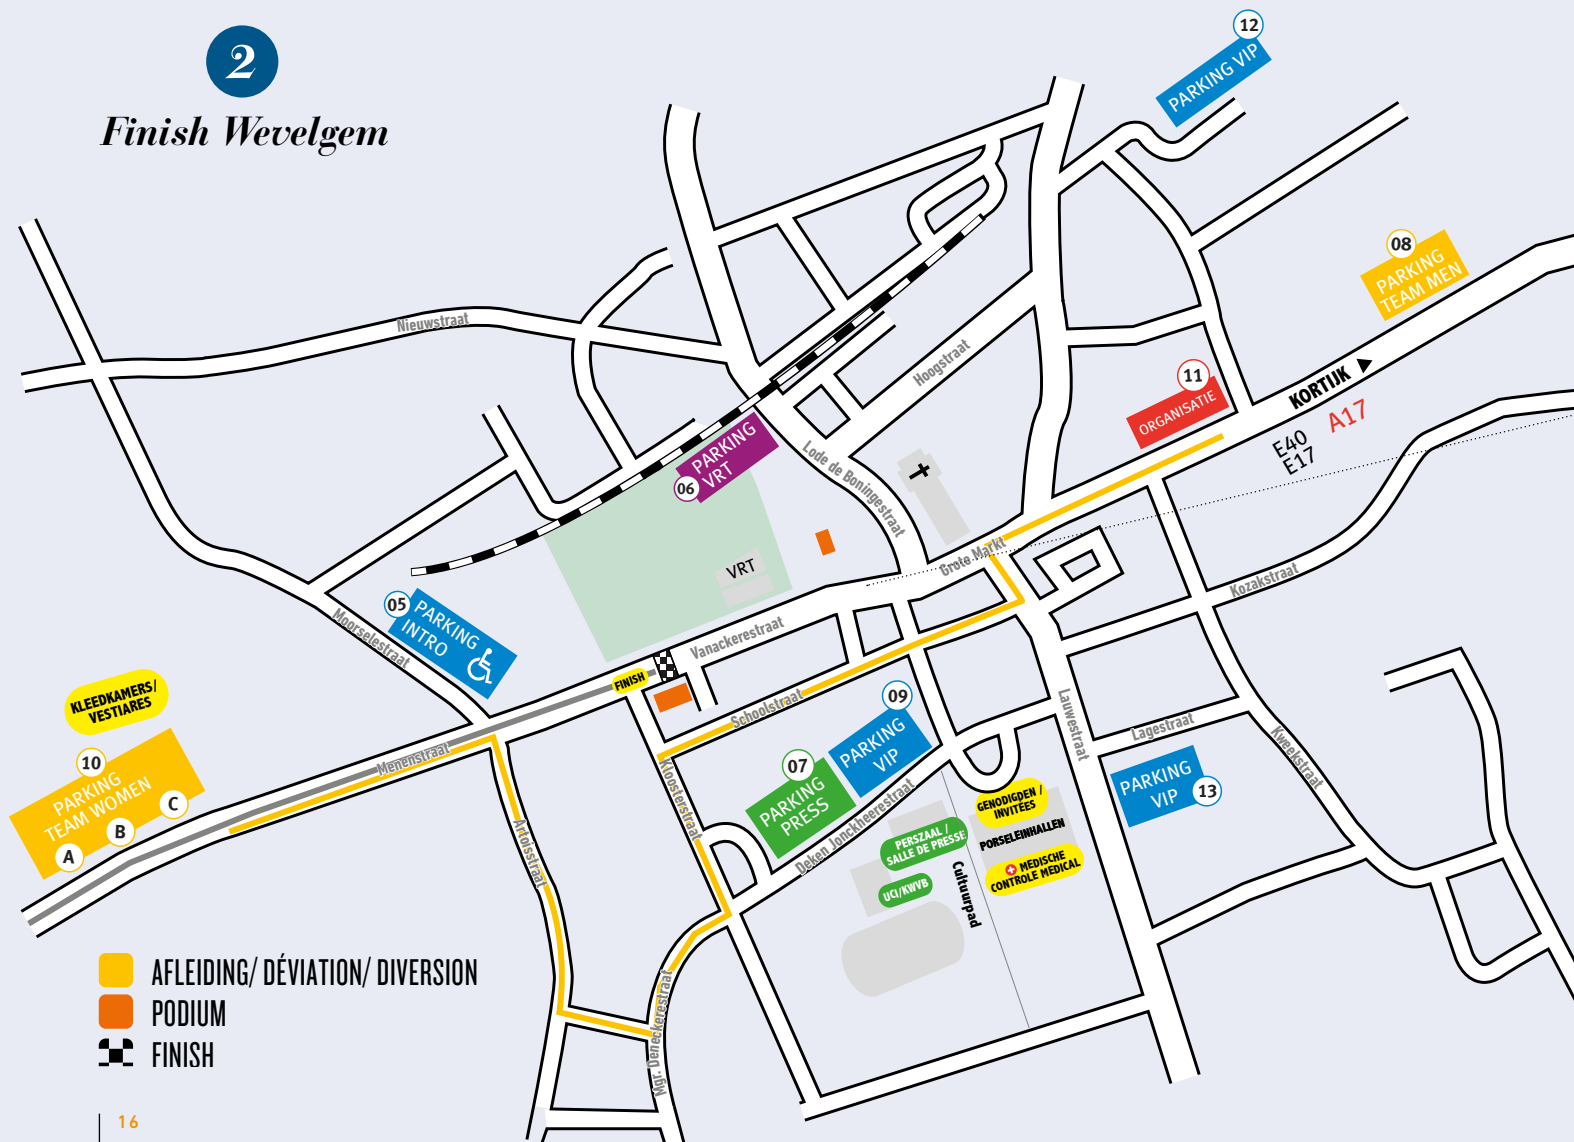 2
Finish Wevelgem
12
PARKING VIP
08
PARKING
TEAM MEN
Nieuwstraat
Hoogstraat
11
ORGANISATIE
KORTIJK
A17
E40
E17
PARKING
VRT
06
Lode de Boningestraat
VRT
Grote Markt
Kozakstraat
05
PARKING
INTRO
Moorselestraat
Vanackerestraat
FINISH
KLEEDKAMERS/
VESTIARES
10
PARKING
TEAM WOMEN
A
B
C
Menenstraat
Schoolstraat
09
PARKING
VIP
07
PARKING
PRESS
Kloosterstraat
Artoisstraat
Deken Jonckheerestraat
Lauwestraat
Lagestraat
Kweekstraat
PARKING
VIP
13
GENODIGDEN /
INVITÉES
PORSELEINHALLEN
MEDISCHE
CONTROLE MEDICAL
PERSZAAL /
SALLE DE PRESSE
UCI/KWVB
Cultuurpad
Mgr. Deneckerestraat
AFLEIDING/ DÉVIATION/ DIVERSION
PODIUM
FINISH
16